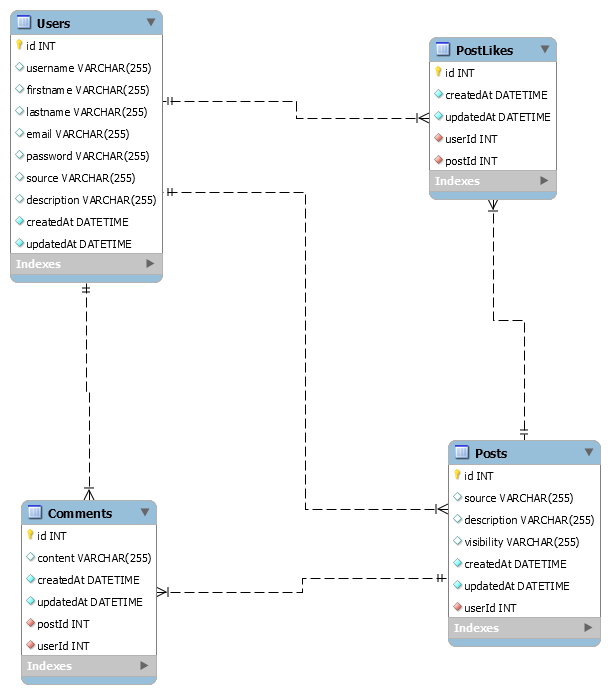 Users
id INT
username VARCHAR(255)
firstname VARCHAR(255)
lastname VARCHAR(255)
email VARCHAR(255)
password VARCHAR(255)
source VARCHAR(255)
description VARCHAR(255)
createdAt DATETIME
updatedAt DATETIME
Indexes
PostLikes
id INT
createdAt DATETIME
updatedAt DATETIME
userId INT
postId INT
Indexes
Comments
id INT
content VARCHAR(255)
createdAt DATETIME
updatedAt DATETIME
postId INT
userId INT
Indexes
Posts
id INT
source VARCHAR(255)
description VARCHAR(255)
visibility VARCHAR(255)
createdAt DATETIME
updatedAt DATETIME
userId INT
Indexes